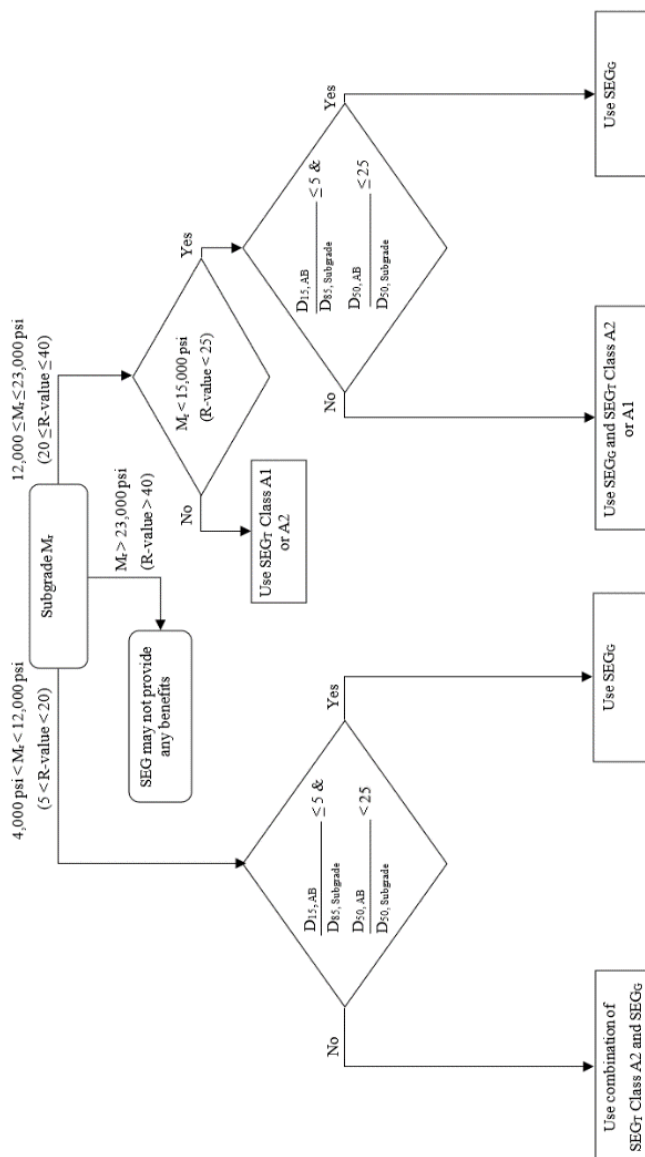 Subgrade Mᵣ
4,000 psi < Mᵣ < 12,000 psi
(5 < R-value < 20)
12,000 ≤ Mᵣ ≤ 23,000 psi
(20 ≤ R-value ≤ 40)
Mᵣ > 23,000 psi
(R-value > 40)
SEG may not provide
any benefits
Mᵣ < 15,000 psi
(R-value < 25)
No
Yes
Use SEGT Class A1
or A2
D15, AB
D85, Subgrade
≤ 5 &
D50, AB
D50, Subgrade
< 25
No
Yes
D15, AB
D85, Subgrade
≤ 5 &
D50, AB
D50, Subgrade
≤ 25
No
Yes
Use combination of
SEGT Class A2 and SEGG
Use SEGG
Use SEGG and SEGT Class A2
or A1
Use SEGG